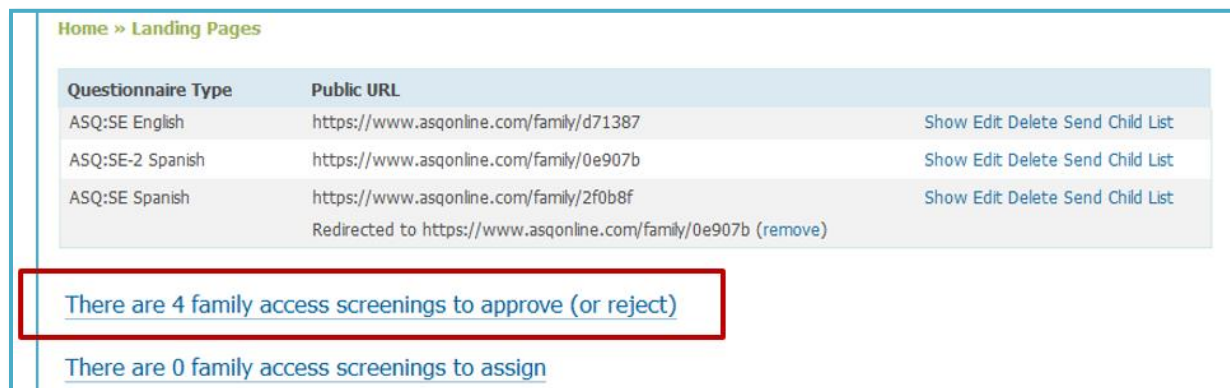 Home » Landing Pages
Questionnaire Type Public URL
ASQ:SE English https://www.asqonline.com/family/d71387 Show Edit Delete Send Child List
ASQ:SE-2 Spanish https://www.asqonline.com/family/0e907b Show Edit Delete Send Child List
ASQ:SE Spanish https://www.asqonline.com/family/2f0b8f Show Edit Delete Send Child List
Redirected to https://www.asqonline.com/family/0e907b (remove)
There are 4 family access screenings to approve (or reject)
There are 0 family access screenings to assign